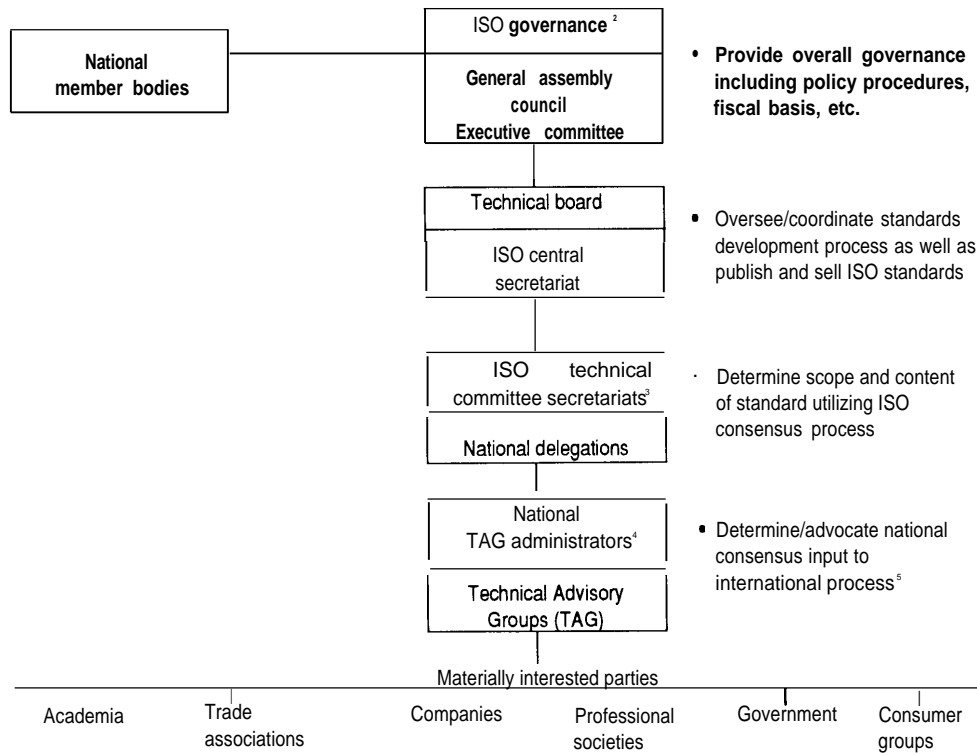 ISO governance 2
National
member bodies
General assembly
council
Executive committee
• Provide overall governance
including policy procedures,
fiscal basis, etc.
Technical board
ISO central
secretariat
• Oversee/coordinate standards
development process as well as
publish and sell ISO standards
ISO technical
committee secretariats3
National delegations
· Determine scope and content
of standard utilizing ISO
consensus process
National
TAG administrators4
Technical Advisory
Groups (TAG)
• Determine/advocate national
consensus input to
international process5
Materially interested parties
Academia
Trade
associations
Companies
Professional
societies
Government
Consumer
groups